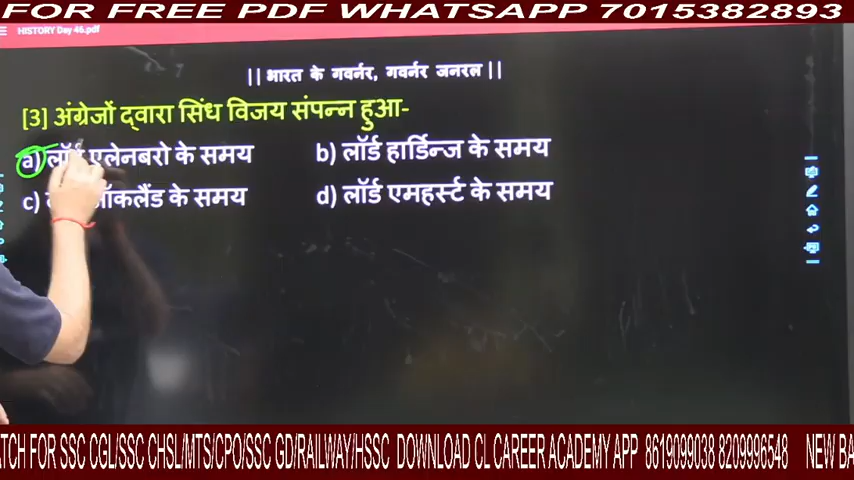 FOR FREE PDF WHATSAPP 7015382893
HISTORY Day 46.pdf
|| भारत के गवर्नर, गवर्नर जनरल ||
[3] अंग्रेजों द्वारा सिंध विजय संपन्न हुआ-
a) लॉर्ड एलेनबरो के समय
b) लॉर्ड हार्डिन्ज के समय
c) ऑकलैंड के समय
d) लॉर्ड एमहर्स्ट के समय
ATCH FOR SSC CGL/SSC CHSL/MTS/CPO/SSC GD/RAILWAY/HSSC DOWNLOAD CL CAREER ACADEMY APP 8619099038 8209996548 NEW BA